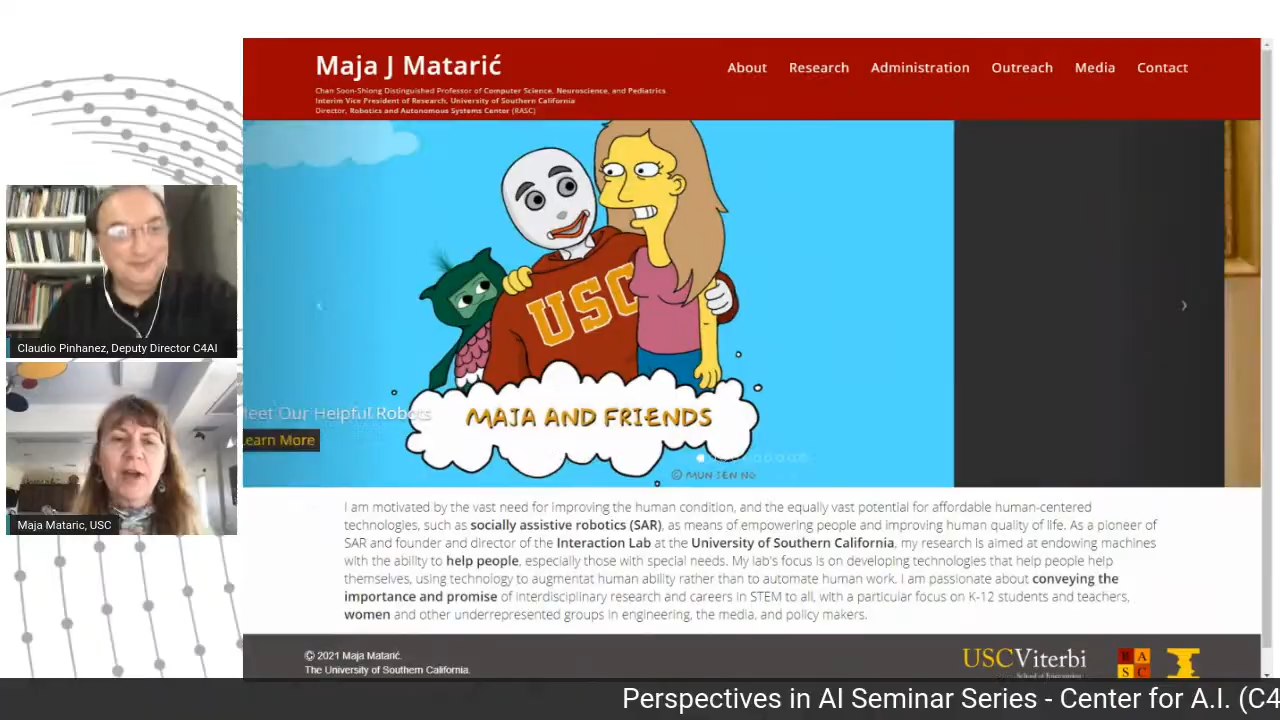 Maja J Matarić
Chan Soon-Shiong Distinguished Professor of Computer Science, Neuroscience, and Pediatrics
Interim Vice President of Research, University of Southern California
Director, Robotics and Autonomous Systems Center (RASC)
About Research Administration Outreach Media Contact
USC
MAJA AND FRIENDS
© MUN JEN NG
eet Our Helpful Robots
earn More
Claudio Pinhanez, Deputy Director C4AI
Maja Mataric, USC
I am motivated by the vast need for improving the human condition, and the equally vast potential for affordable human-centered
technologies, such as socially assistive robotics (SAR), as means of empowering people and improving human quality of life. As a pioneer of
SAR and founder and director of the Interaction Lab at the University of Southern California, my research is aimed at endowing machines
with the ability to help people, especially those with special needs. My lab's focus is on developing technologies that help people help
themselves, using technology to augmentat human ability rather than to automate human work. I am passionate about conveying the
importance and promise of interdisciplinary research and careers in STEM to all, with a particular focus on K-12 students and teachers,
women and other underrepresented groups in engineering, the media, and policy makers.
© 2021 Maja Matarić.
The University of Southern California.
USCViterbi
School of Engineering
R A
S C
Perspectives in AI Seminar Series - Center for A.I. (C4